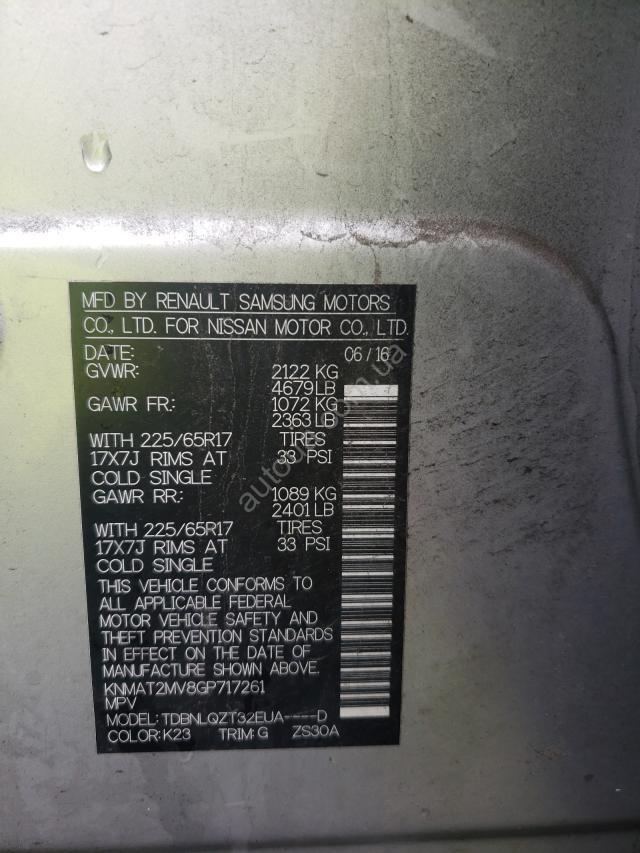 MFD BY RENAULT SAMSUNG MOTORS
CO., LTD. FOR NISSAN MOTOR CO., LTD.
DATE: 06/16
GVWR: 2122 KG
4679LB
GAWR FR.: 1072 KG
2363 LB
WITH 225/65R17 TIRES
17X7J RIMS AT 33 PSI
COLD SINGLE
GAWR RR.: 1089 KG
2401 LB
WITH 225/65R17 TIRES
17X7J RIMS AT 33 PSI
COLD SINGLE
THIS VEHICLE CONFORMS TO
ALL APPLICABLE FEDERAL
MOTOR VEHICLE SAFETY AND
THEFT PREVENTION STANDARDS
IN EFFECT ON THE DATE OF
MANUFACTURE SHOWN ABOVE.
KNMAT2MV8GP717261
MPV
MODEL: TDBNLQZT32EUA----D
COLOR: K23 TRIM: G ZS30A